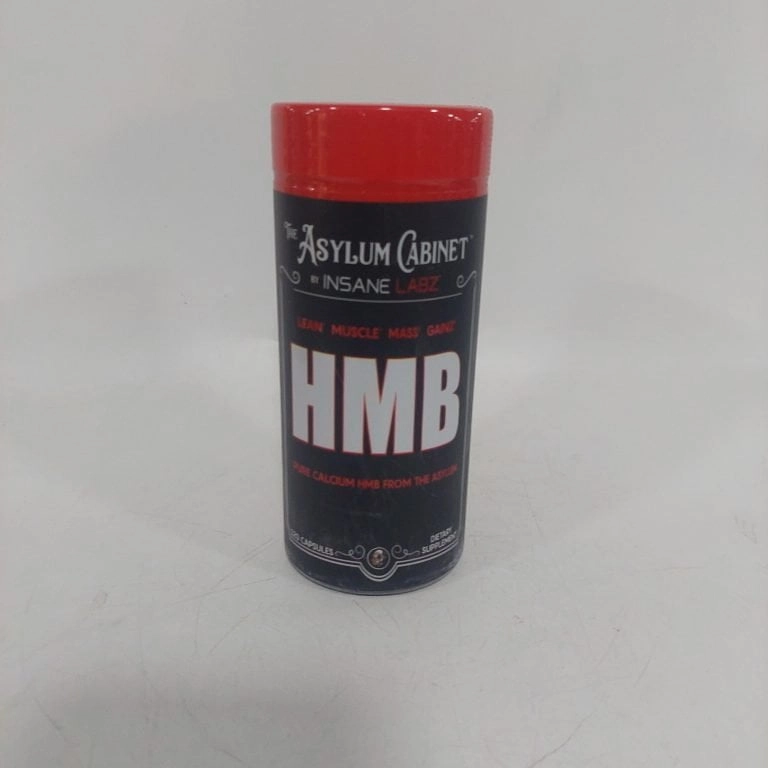 THE ASYLUM CABINET™
BY INSANE LABZ
LEAN MUSCLE MASS GAINZ
HMB
PURE CALCIUM HMB FROM THE ASYLUM
CAPSULES
DIETARY
SUPPLEMENT